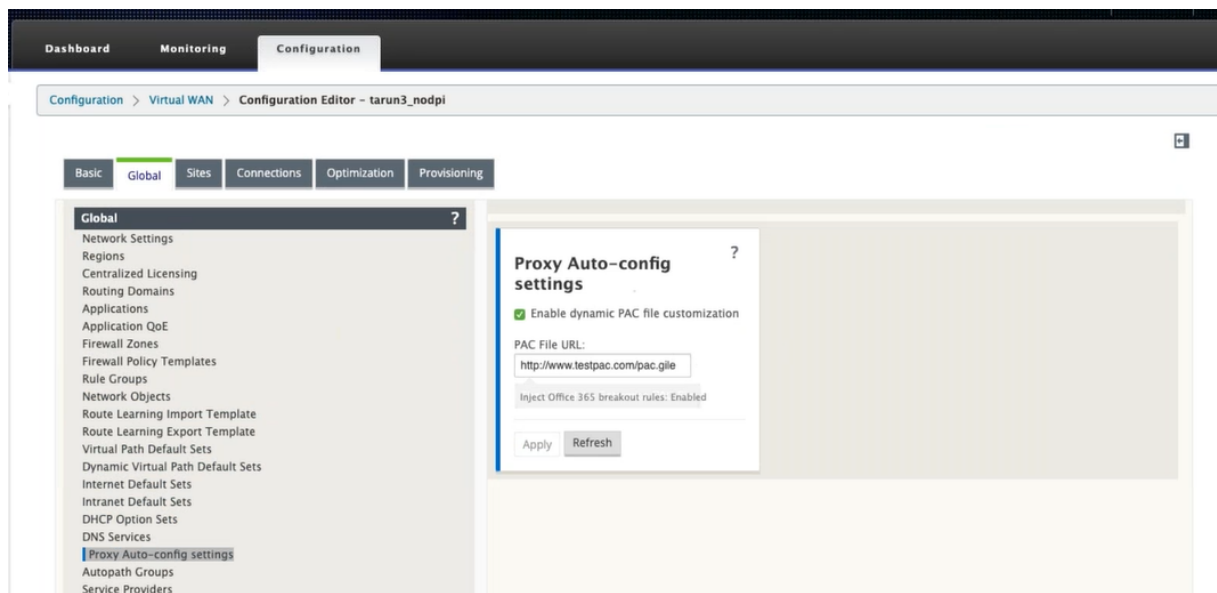 Dashboard Monitoring Configuration
Configuration > Virtual WAN > Configuration Editor – tarun3_nodpi
Basic Global Sites Connections Optimization Provisioning
Global ?
Network Settings
Regions
Centralized Licensing
Routing Domains
Applications
Application QoE
Firewall Zones
Firewall Policy Templates
Rule Groups
Network Objects
Route Learning Import Template
Route Learning Export Template
Virtual Path Default Sets
Dynamic Virtual Path Default Sets
Internet Default Sets
Intranet Default Sets
DHCP Option Sets
DNS Services
Proxy Auto-config settings
Autopath Groups
Service Providers
Proxy Auto-config ?
settings
Enable dynamic PAC file customization
PAC File URL:
http://www.testpac.com/pac.gile
Inject Office 365 breakout rules: Enabled
Apply Refresh